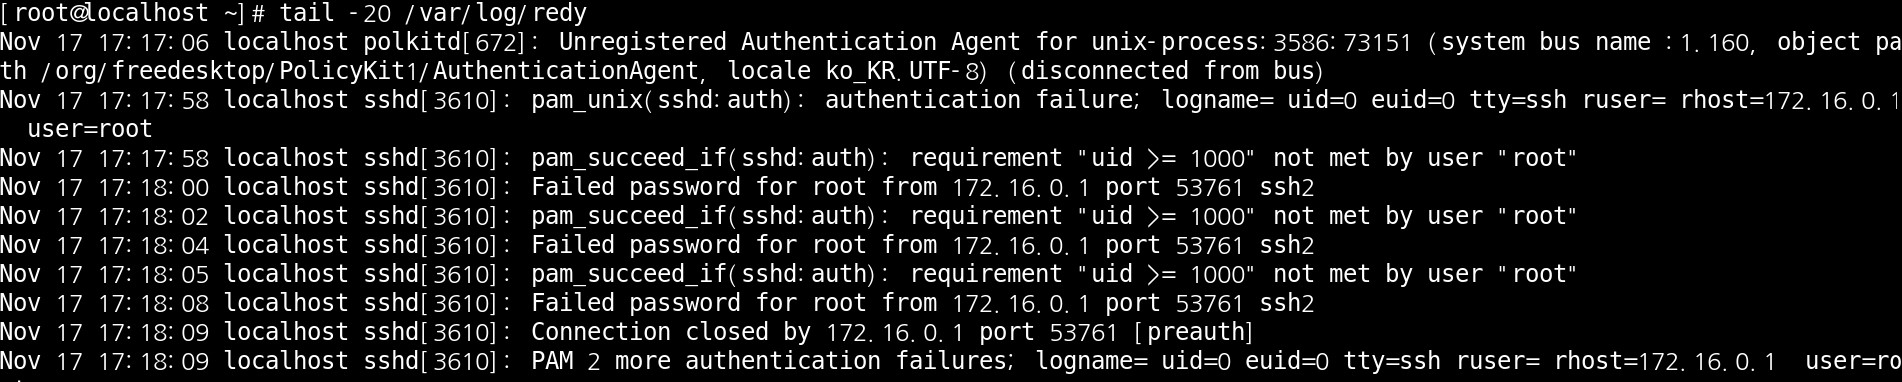 [root@localhost ~]# tail -20 /var/log/redy
Nov 17 17:17:06 localhost polkitd[672]: Unregistered Authentication Agent for unix-process:3586:73151 (system bus name :1.160, object pa
th /org/freedesktop/PolicyKit1/AuthenticationAgent, locale ko_KR.UTF-8) (disconnected from bus)
Nov 17 17:17:58 localhost sshd[3610]: pam_unix(sshd:auth): authentication failure; logname= uid=0 euid=0 tty=ssh ruser= rhost=172.16.0.1
  user=root
Nov 17 17:17:58 localhost sshd[3610]: pam_succeed_if(sshd:auth): requirement "uid >= 1000" not met by user "root"
Nov 17 17:18:00 localhost sshd[3610]: Failed password for root from 172.16.0.1 port 53761 ssh2
Nov 17 17:18:02 localhost sshd[3610]: pam_succeed_if(sshd:auth): requirement "uid >= 1000" not met by user "root"
Nov 17 17:18:04 localhost sshd[3610]: Failed password for root from 172.16.0.1 port 53761 ssh2
Nov 17 17:18:05 localhost sshd[3610]: pam_succeed_if(sshd:auth): requirement "uid >= 1000" not met by user "root"
Nov 17 17:18:08 localhost sshd[3610]: Failed password for root from 172.16.0.1 port 53761 ssh2
Nov 17 17:18:09 localhost sshd[3610]: Connection closed by 172.16.0.1 port 53761 [preauth]
Nov 17 17:18:09 localhost sshd[3610]: PAM 2 more authentication failures; logname= uid=0 euid=0 tty=ssh ruser= rhost=172.16.0.1  user=ro